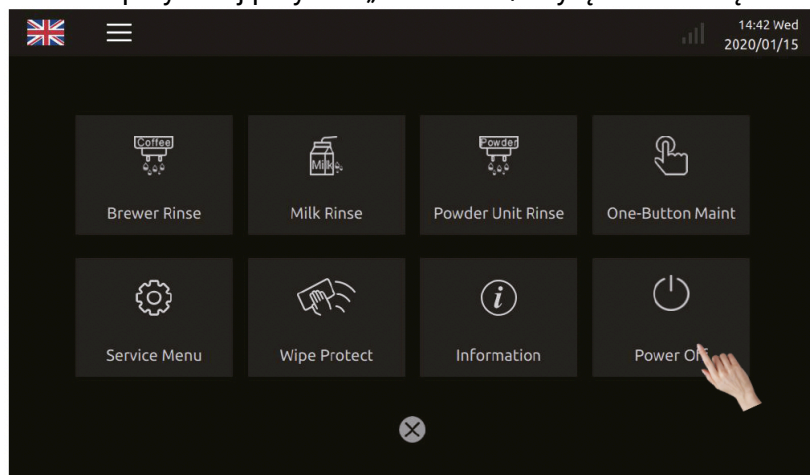 14:42 Wed
2020/01/15
Coffee
Milk
Powder
Brewer Rinse
Milk Rinse
Powder Unit Rinse
One-Button Maint
Service Menu
Wipe Protect
Information
Power Off